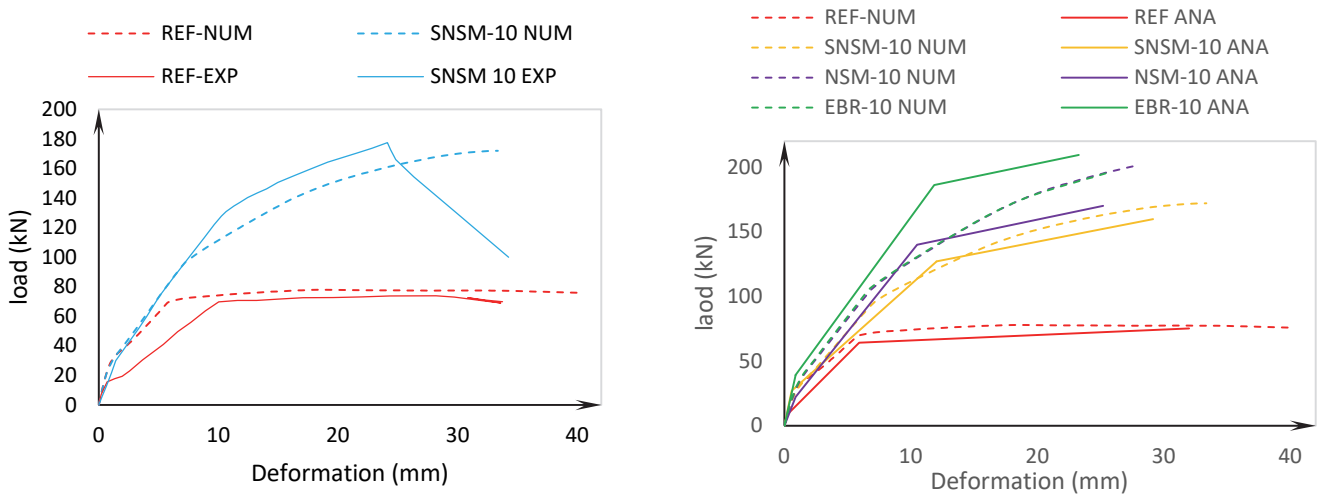 REF-NUM SNSM-10 NUM
REF-EXP SNSM 10 EXP
200
180
160
140
120
100
80
60
40
20
0
load (kN)
0 10 20 30 40
Deformation (mm)
REF-NUM REF ANA
SNSM-10 NUM SNSM-10 ANA
NSM-10 NUM NSM-10 ANA
EBR-10 NUM EBR-10 ANA
200
150
100
50
0
laod (kN)
0 10 20 30 40
Deformation (mm)